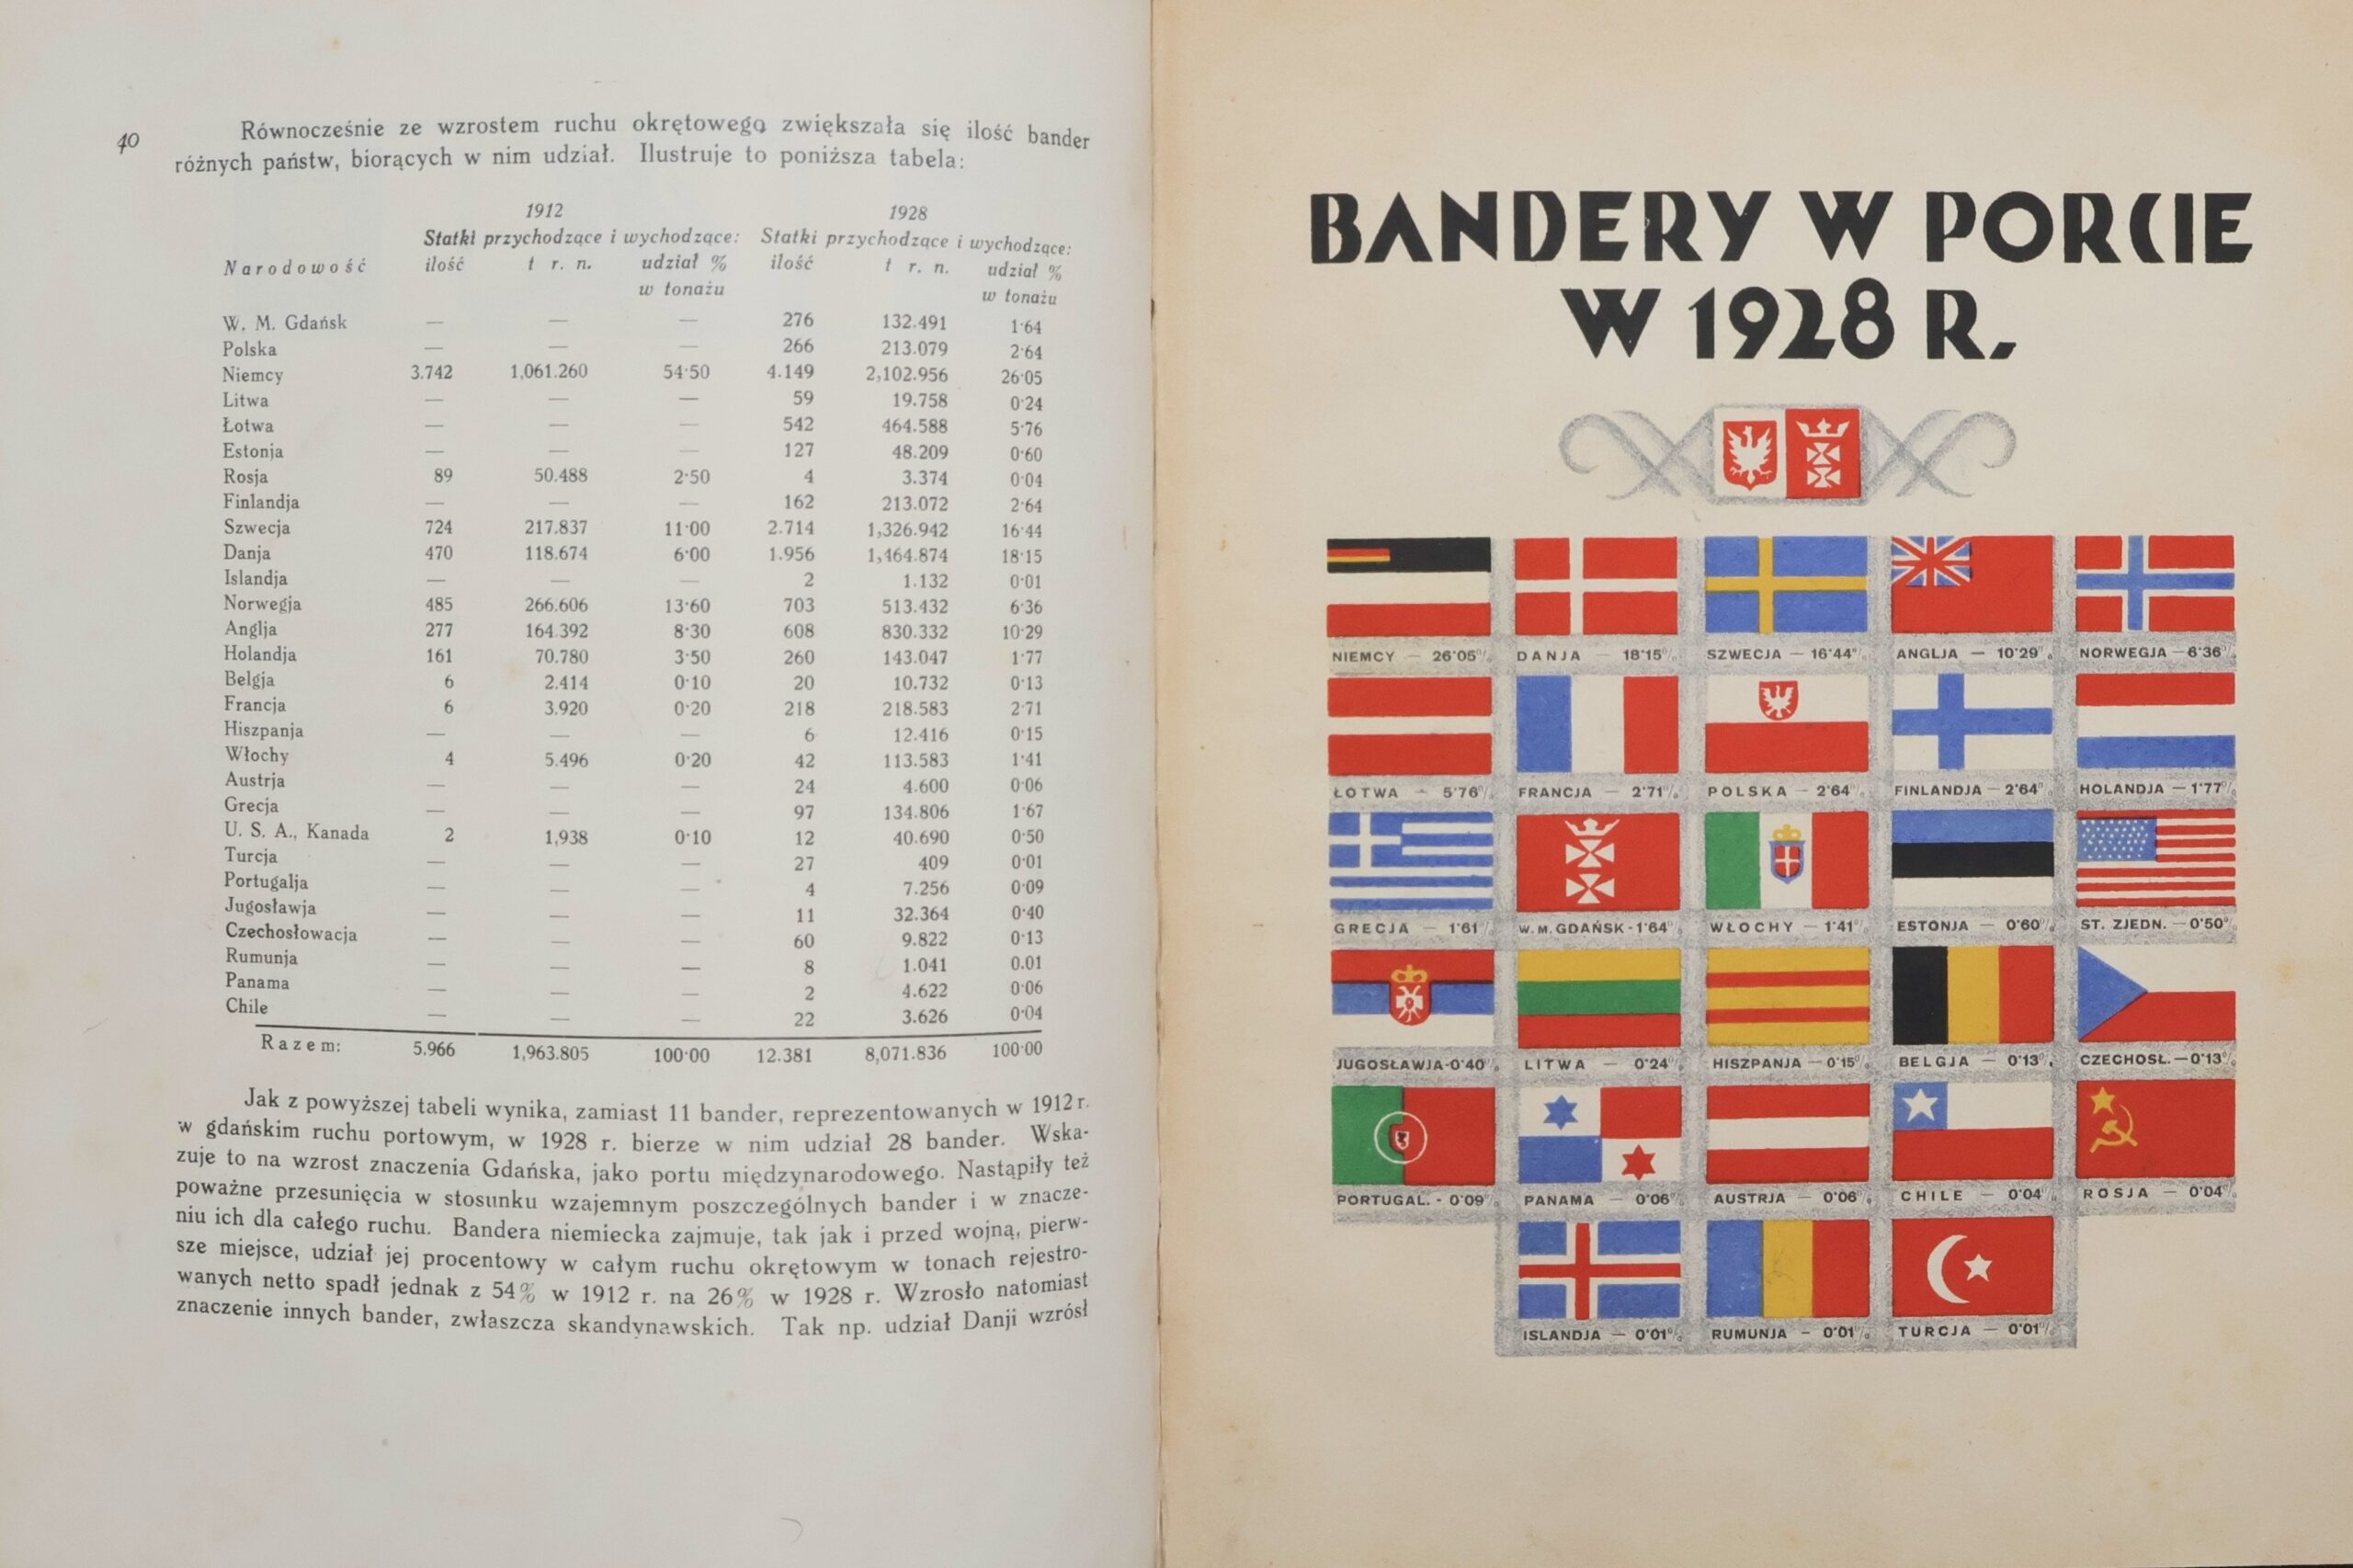 40
Równocześnie ze wzrostem ruchu okrętowego zwiększała się ilość bander
różnych państw, biorących w nim udział. Ilustruje to poniższa tabela:
1912 1928
Statki przychodzące i wychodzące: Statki przychodzące i wychodzące:
Narodowość ilość t r. n. udział % ilość t r. n. udział %
w tonażu w tonażu
W. M. Gdańsk — — — 276 132.491 1·64
Polska — — — 266 213.079 2·64
Niemcy 3.742 1,061.260 54·50 4.149 2,102.956 26·05
Litwa — — — 59 19.758 0·24
Łotwa — — — 542 464.588 5·76
Estonja — — — 127 48.209 0·60
Rosja 89 50.488 2·50 4 3.374 0·04
Finlandja — — — 162 213.072 2·64
Szwecja 724 217.837 11·00 2.714 1,326.942 16·44
Danja 470 118.674 6·00 1.956 1,464.874 18·15
Islandja — — — 2 1.132 0·01
Norwegja 485 266.606 13·60 703 513.432 6·36
Anglja 277 164.392 8·30 608 830.332 10·29
Holandja 161 70.780 3·50 260 143.047 1·77
Belgja 6 2.414 0·10 20 10.732 0·13
Francja 6 3.920 0·20 218 218.583 2·71
Hiszpanja — — — 6 12.416 0·15
Włochy 4 5.496 0·20 42 113.583 1·41
Austrja — — — 24 4.600 0·06
Grecja — — — 97 134.806 1·67
U. S. A., Kanada 2 1,938 0·10 12 40.690 0·50
Turcja — — — 27 409 0·01
Portugalja — — — 4 7.256 0·09
Jugosławja — — — 11 32.364 0·40
Czechosłowacja — — — 60 9.822 0·13
Rumunja — — — 8 1.041 0.01
Panama — — — 2 4.622 0·06
Chile — — — 22 3.626 0·04
Razem: 5.966 1,963.805 100·00 12.381 8,071.836 100·00
Jak z powyższej tabeli wynika, zamiast 11 bander, reprezentowanych w 1912 r.
w gdańskim ruchu portowym, w 1928 r. bierze w nim udział 28 bander. Wska-
zuje to na wzrost znaczenia Gdańska, jako portu międzynarodowego. Nastąpiły też
poważne przesunięcia w stosunku wzajemnym poszczególnych bander i w znacze-
niu ich dla całego ruchu. Bandera niemiecka zajmuje, tak jak i przed wojną, pierw-
sze miejsce, udział jej procentowy w całym ruchu okrętowym w tonach rejestro-
wanych netto spadł jednak z 54% w 1912 r. na 26% w 1928 r. Wzrosło natomiast
znaczenie innych bander, zwłaszcza skandynawskich. Tak np. udział Danji wzrósł
BANDERY W PORCIE
W 1928 R.
NIEMCY — 26'05% DANJA — 18'15% SZWECJA — 16'44% ANGLJA — 10'29% NORWEGJA — 6'36%
ŁOTWA — 5'76% FRANCJA — 2'71% POLSKA — 2'64% FINLANDJA — 2'64% HOLANDJA — 1'77%
GRECJA — 1'61% W. M. GDAŃSK - 1'64% WŁOCHY — 1'41% ESTONJA — 0'60% ST. ZJEDN. — 0'50%
JUGOSŁAWJA - 0'40% LITWA — 0'24% HISZPANJA — 0'15% BELGJA — 0'13% CZECHOSŁ. — 0'13%
PORTUGAL. - 0'09% PANAMA — 0'06% AUSTRJA — 0'06% CHILE — 0'04% ROSJA — 0'04%
ISLANDJA — 0'01% RUMUNJA — 0'01% TURCJA — 0'01%